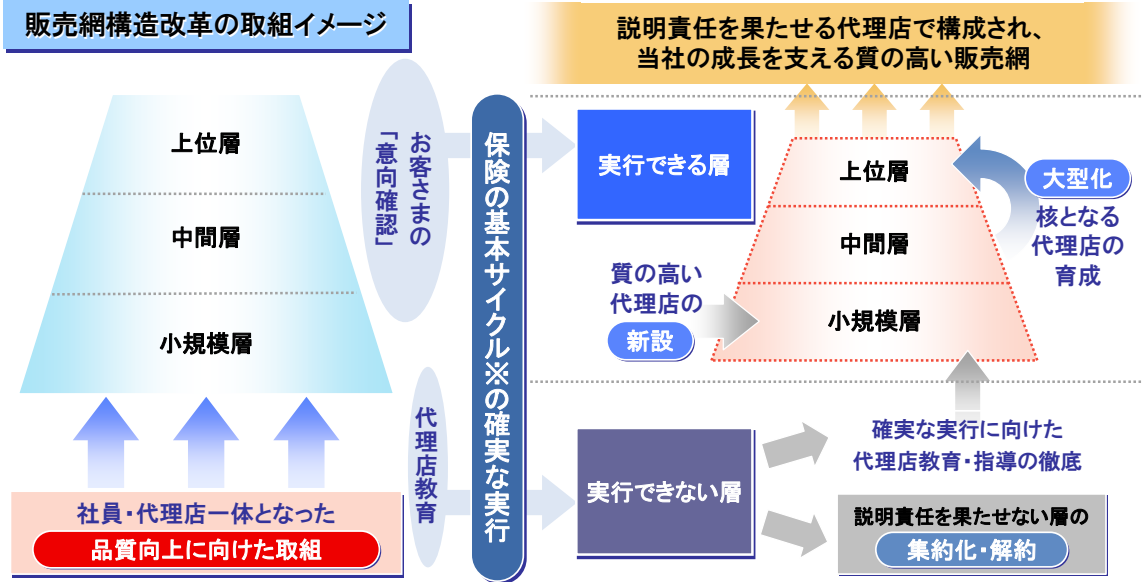 販売網構造改革の取組イメージ
上位層
中間層
小規模層
社員・代理店一体となった
品質向上に向けた取組
お客さまの
「意向確認」
代理店教育
保険の基本サイクル※の確実な実行
説明責任を果たせる代理店で構成され、
当社の成長を支える質の高い販売網
実行できる層
上位層
中間層
小規模層
大型化
核となる
代理店の
育成
質の高い
代理店の
新設
実行できない層
確実な実行に向けた
代理店教育・指導の徹底
説明責任を果たせない層の
集約化・解約